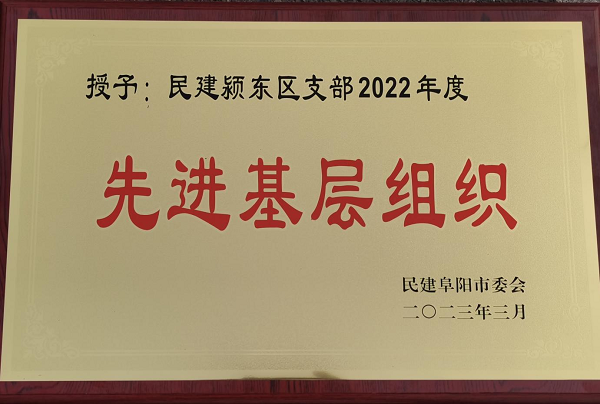 授予：民建颍东区支部2022年度
先进基层组织
民建阜阳市委会
二〇二三年三月